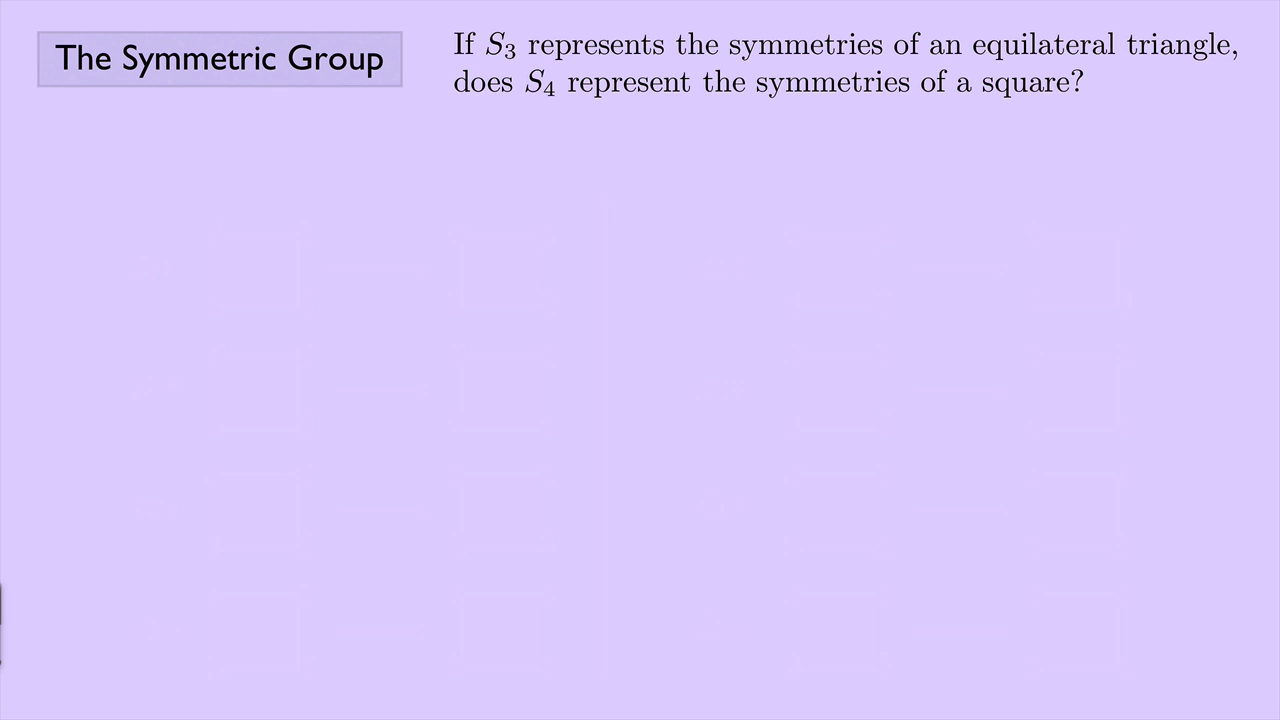 The Symmetric Group
If S₃ represents the symmetries of an equilateral triangle,
does S₄ represent the symmetries of a square?